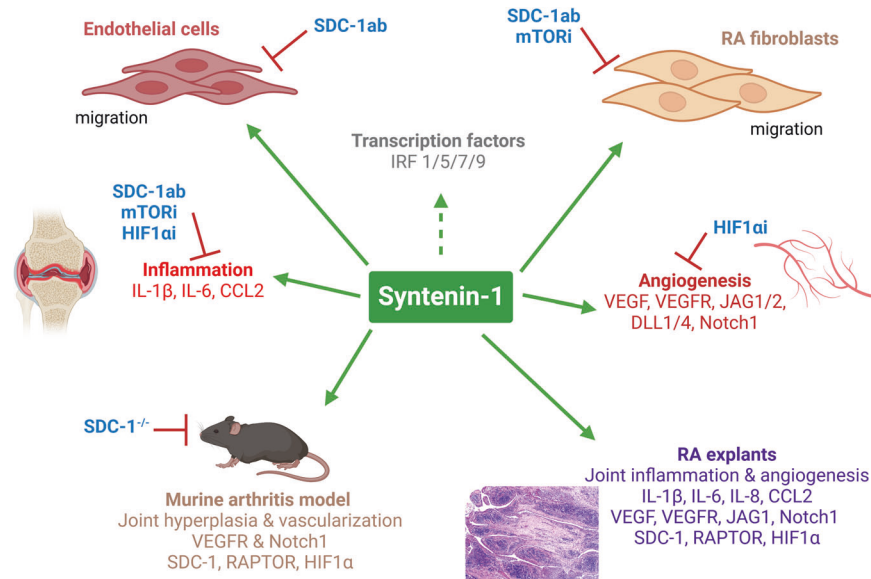 Endothelial cells
SDC-1ab
migration
SDC-1ab
mTORi
RA fibroblasts
migration
Transcription factors
IRF 1/5/7/9
SDC-1ab
mTORi
HIF1αi
Inflammation
IL-1β, IL-6, CCL2
Syntenin-1
HIF1αi
Angiogenesis
VEGF, VEGFR, JAG1/2,
DLL1/4, Notch1
SDC-1-/-
Murine arthritis model
Joint hyperplasia & vascularization
VEGFR & Notch1
SDC-1, RAPTOR, HIF1α
RA explants
Joint inflammation & angiogenesis
IL-1β, IL-6, IL-8, CCL2
VEGF, VEGFR, JAG1, Notch1
SDC-1, RAPTOR, HIF1α